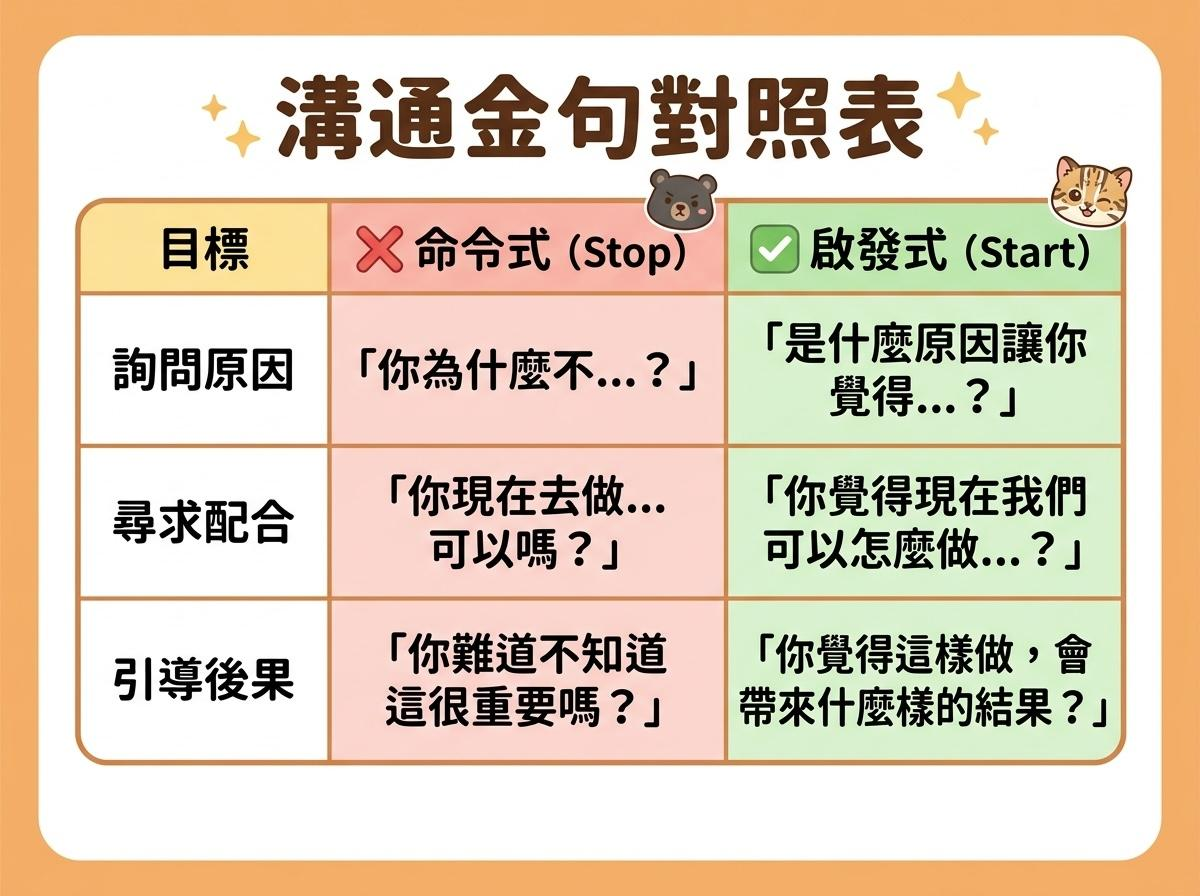 溝通金句對照表
目標
❌ 命令式 (Stop)
✅ 啟發式 (Start)
詢問原因
「你為什麼不...？」
「是什麼原因讓你
覺得...？」
尋求配合
「你現在去做...
可以嗎？」
「你覺得現在我們
可以怎麼做...？」
引導後果
「你難道不知道
這很重要嗎？」
「你覺得這樣做，會
帶來什麼樣的結果？」